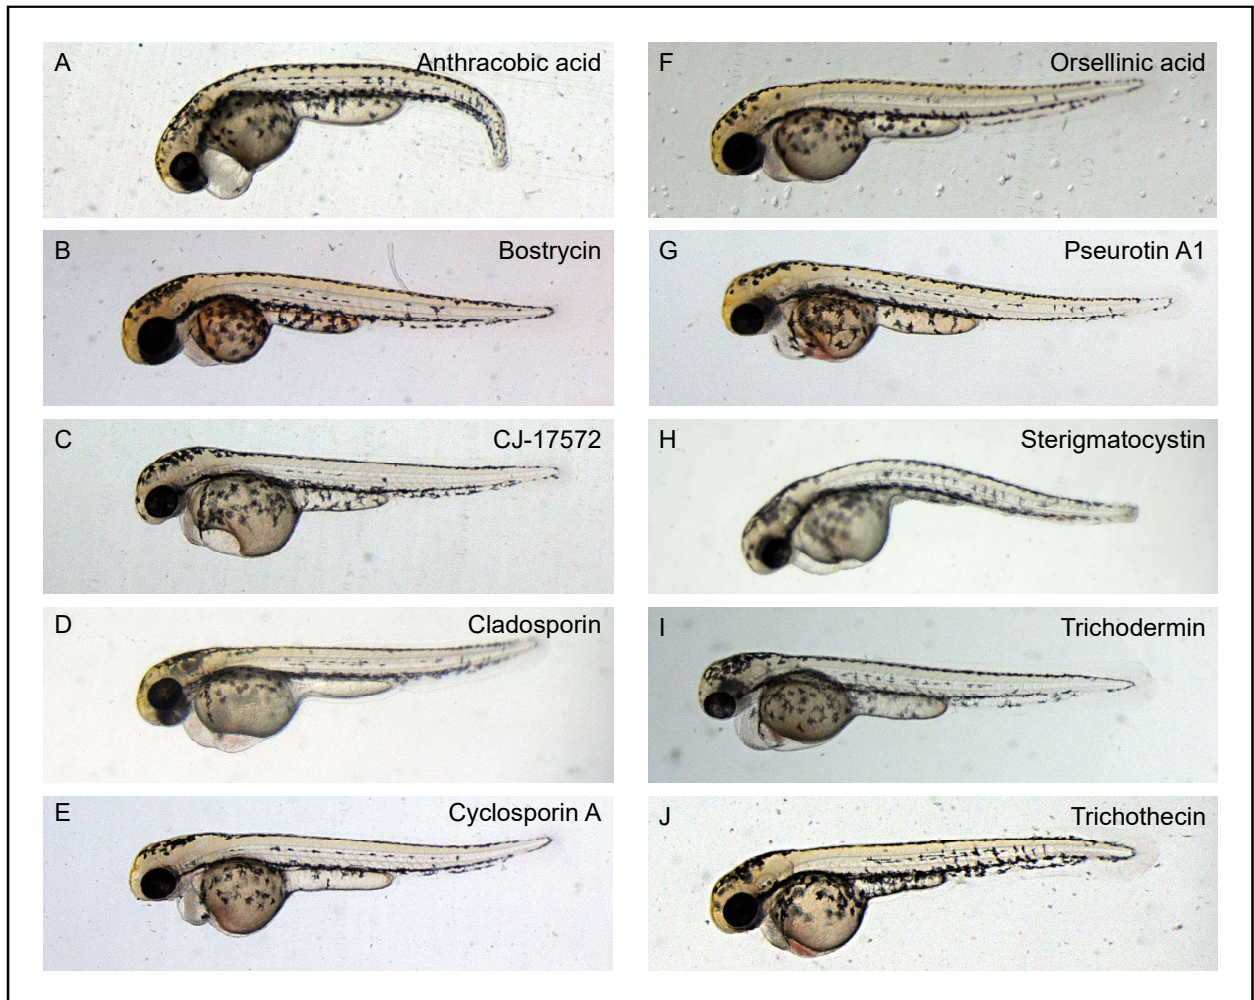 A
Anthracobic acid
B
Bostrycin
C
CJ-17572
D
Cladosporin
E
Cyclosporin A
F
Orsellinic acid
G
Pseurotin A1
H
Sterigmatocystin
I
Trichodermin
J
Trichothecin